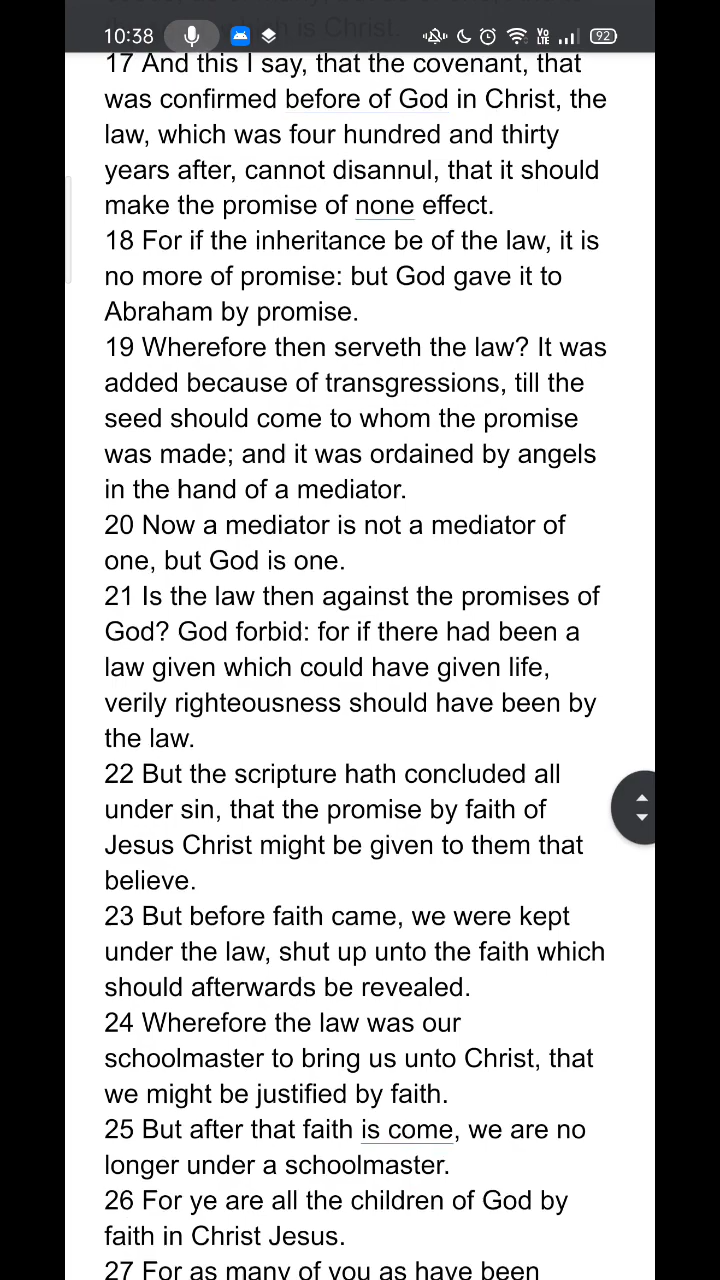 10:38
Vo LTE
92
17 And this I say, that the covenant, that
was confirmed before of God in Christ, the
law, which was four hundred and thirty
years after, cannot disannul, that it should
make the promise of none effect.
18 For if the inheritance be of the law, it is
no more of promise: but God gave it to
Abraham by promise.
19 Wherefore then serveth the law? It was
added because of transgressions, till the
seed should come to whom the promise
was made; and it was ordained by angels
in the hand of a mediator.
20 Now a mediator is not a mediator of
one, but God is one.
21 Is the law then against the promises of
God? God forbid: for if there had been a
law given which could have given life,
verily righteousness should have been by
the law.
22 But the scripture hath concluded all
under sin, that the promise by faith of
Jesus Christ might be given to them that
believe.
23 But before faith came, we were kept
under the law, shut up unto the faith which
should afterwards be revealed.
24 Wherefore the law was our
schoolmaster to bring us unto Christ, that
we might be justified by faith.
25 But after that faith is come, we are no
longer under a schoolmaster.
26 For ye are all the children of God by
faith in Christ Jesus.
27 For as many of you as have been